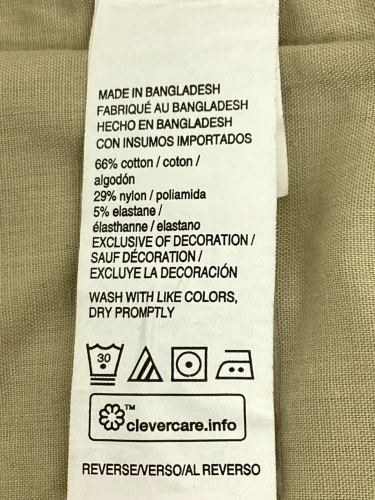 MADE IN BANGLADESH
FABRIQUÉ AU BANGLADESH
HECHO EN BANGLADESH
CON INSUMOS IMPORTADOS
66% cotton / coton /
algodón
29% nylon / poliamida
5% elastane /
élasthanne / elastano
EXCLUSIVE OF DECORATION /
SAUF DÉCORATION /
EXCLUYE LA DECORACIÓN
WASH WITH LIKE COLORS,
DRY PROMPTLY
30
™ clevercare.info
REVERSE/VERSO/AL REVERSO